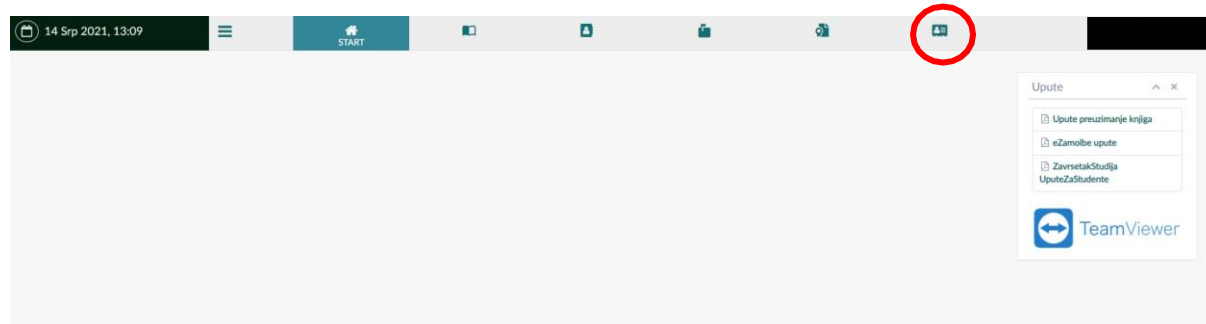 14 Srp 2021, 13:09
START
Upute
Upute preuzimanje knjiga
eZamolbe upute
ZavrsetakStudija
UputeZaStudente
TeamViewer